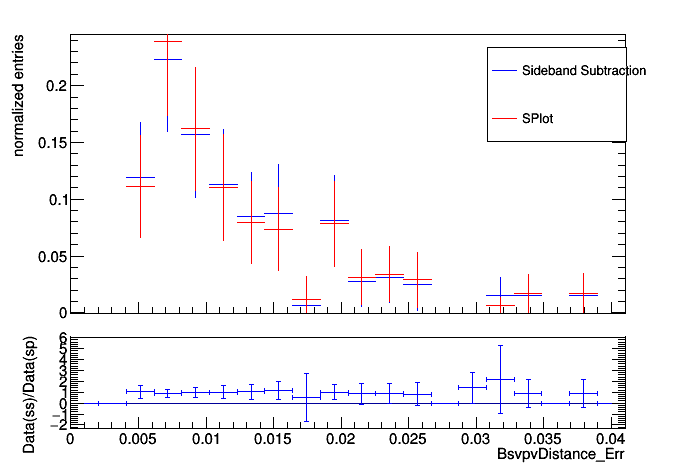 normalized entries
0.2
0.15
0.1
0.05
0
Sideband Subtraction
SPlot
Data(ss)/Data(sp)
6
5
4
3
2
1
0
−1
−2
0 0.005 0.01 0.015 0.02 0.025 0.03 0.035 0.04
BsvpvDistance_Err